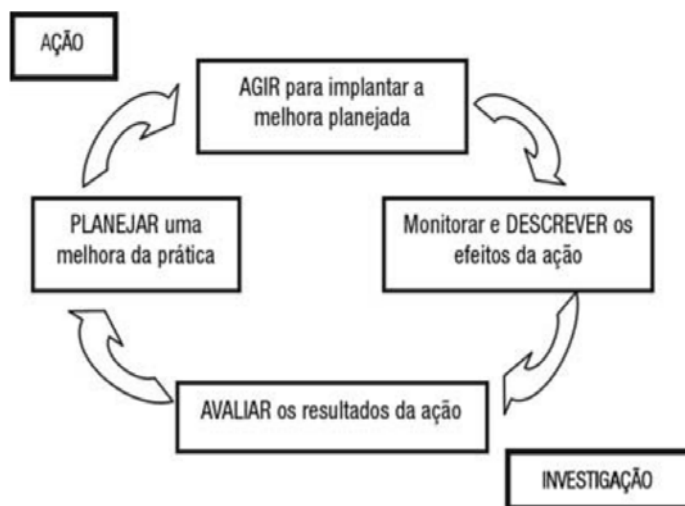 AÇÃO
AGIR para implantar a
melhora planejada
PLANEJAR uma
melhora da prática
Monitorar e DESCREVER os
efeitos da ação
AVALIAR os resultados da ação
INVESTIGAÇÃO